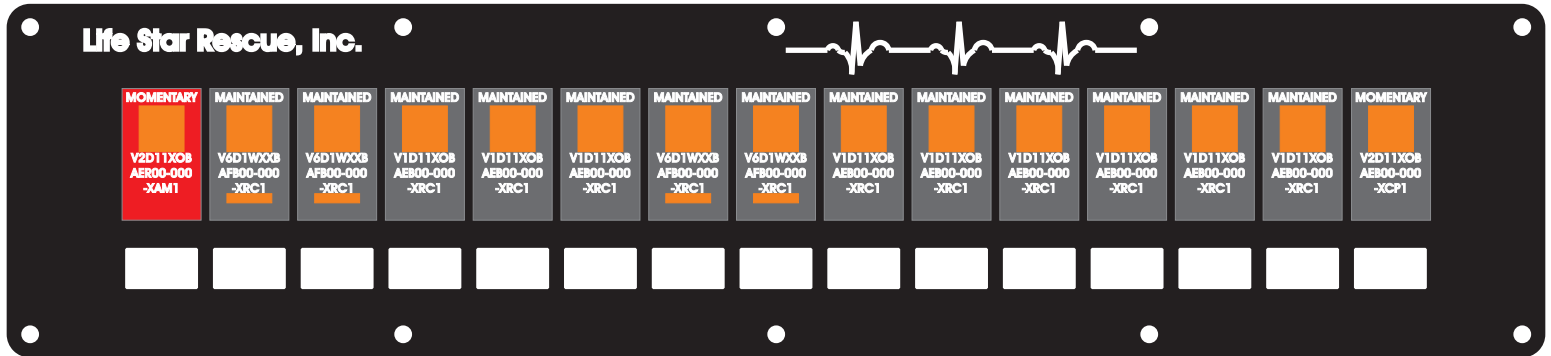 Life Star Rescue, Inc.
MOMENTARY
V2D11XOB
AER00-000
-XAM1
MAINTAINED
V6D1WXXB
AFB00-000
-XRC1
MAINTAINED
V6D1WXXB
AFB00-000
-XRC1
MAINTAINED
V1D11XOB
AEB00-000
-XRC1
MAINTAINED
V1D11XOB
AEB00-000
-XRC1
MAINTAINED
V1D11XOB
AEB00-000
-XRC1
MAINTAINED
V6D1WXXB
AFB00-000
-XRC1
MAINTAINED
V6D1WXXB
AFB00-000
-XRC1
MAINTAINED
V1D11XOB
AEB00-000
-XRC1
MAINTAINED
V1D11XOB
AEB00-000
-XRC1
MAINTAINED
V1D11XOB
AEB00-000
-XRC1
MAINTAINED
V1D11XOB
AEB00-000
-XRC1
MAINTAINED
V1D11XOB
AEB00-000
-XRC1
MAINTAINED
V1D11XOB
AEB00-000
-XRC1
MOMENTARY
V2D11XOB
AEB00-000
-XCP1